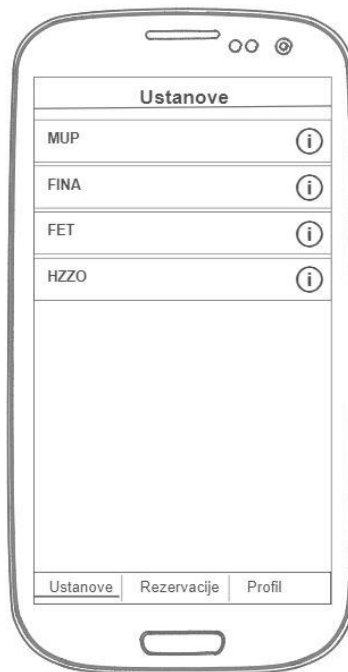 Ustanove
MUP
FINA
FET
HZZO
Ustanove Rezervacije Profil